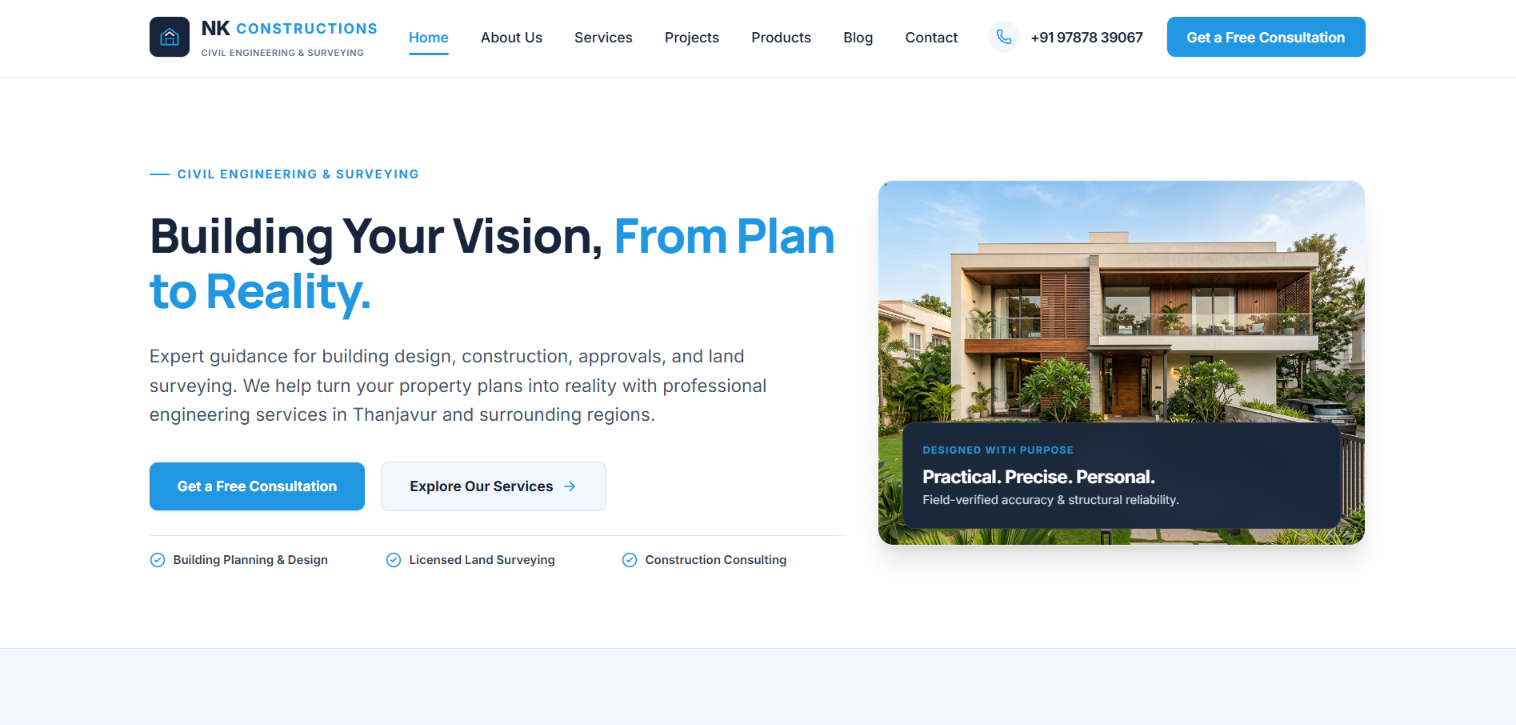 NK CONSTRUCTIONS
CIVIL ENGINEERING & SURVEYING
Home
About Us
Services
Projects
Products
Blog
Contact
+91 97878 39067
Get a Free Consultation
CIVIL ENGINEERING & SURVEYING
Building Your Vision, From Plan
to Reality.
Expert guidance for building design, construction, approvals, and land
surveying. We help turn your property plans into reality with professional
engineering services in Thanjavur and surrounding regions.
Get a Free Consultation
Explore Our Services
Building Planning & Design
Licensed Land Surveying
Construction Consulting
DESIGNED WITH PURPOSE
Practical. Precise. Personal.
Field-verified accuracy & structural reliability.